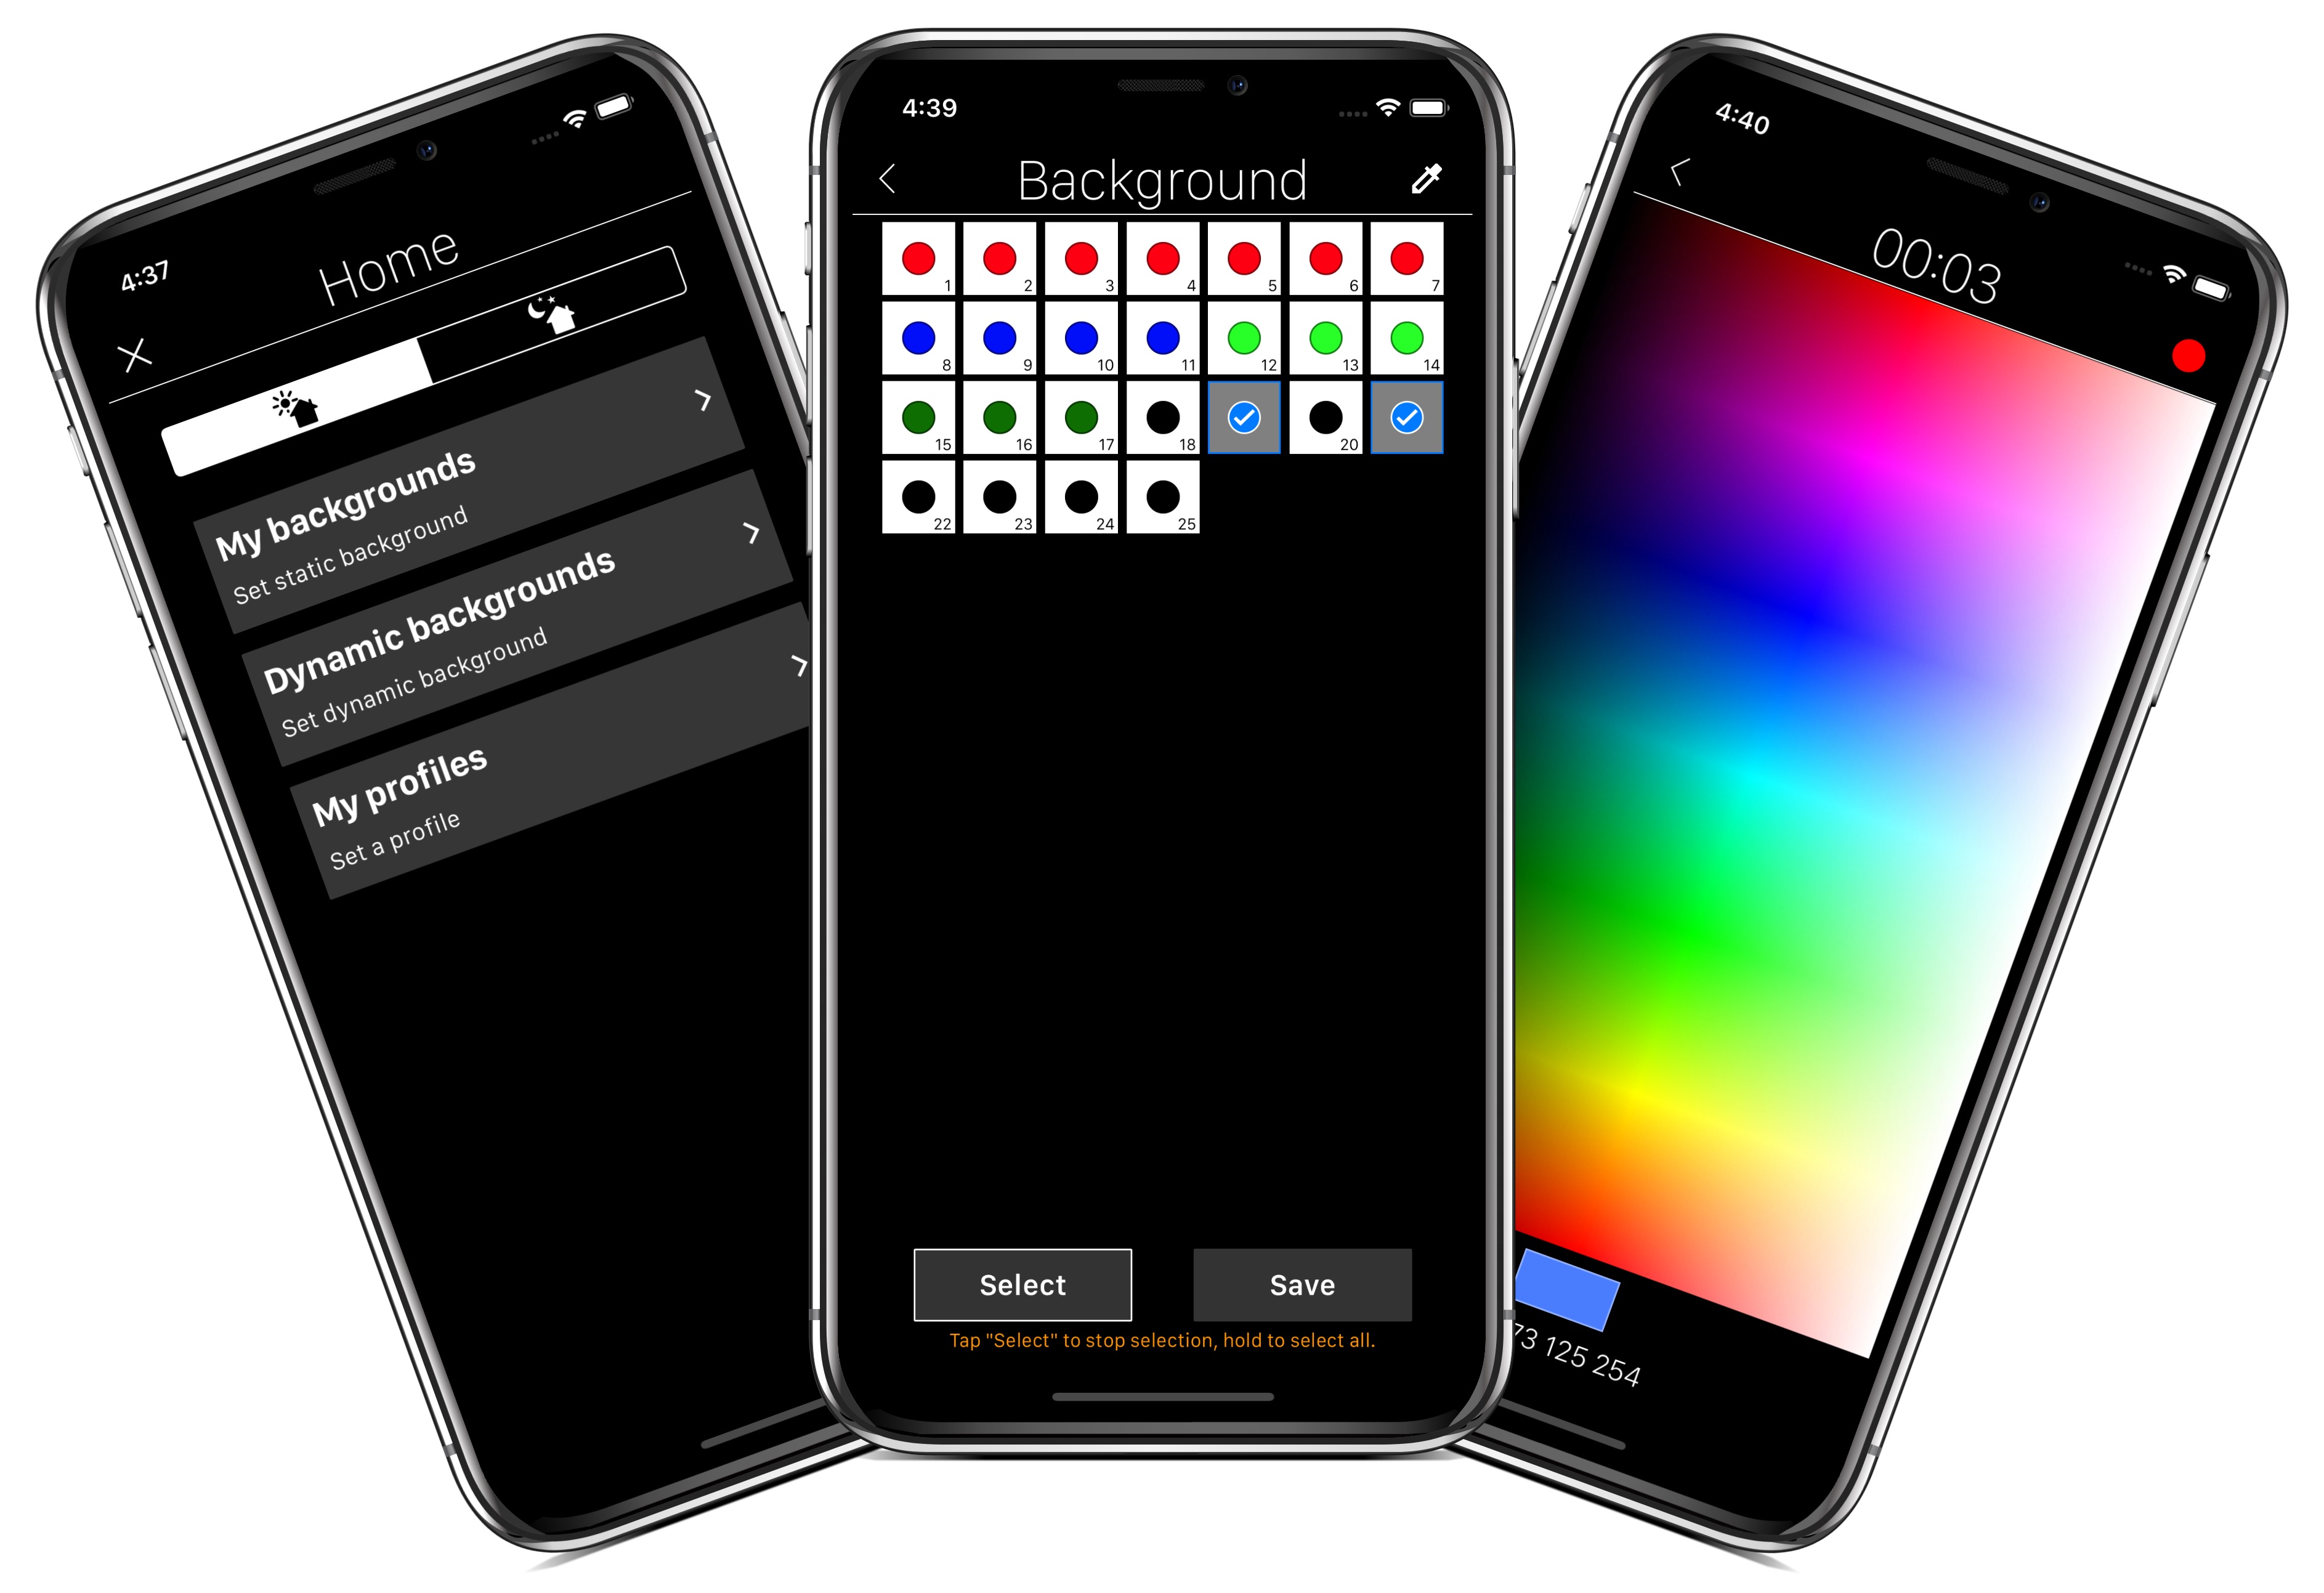 4:37
Home
My backgrounds
Set static background
Dynamic backgrounds
Set dynamic background
My profiles
Set a profile
4:39
Background
1 2 3 4 5 6 7
8 9 10 11 12 13 14
15 16 17 18 20
22 23 24 25
Select Save
Tap "Select" to stop selection, hold to select all.
4:40
00:03
73 125 254